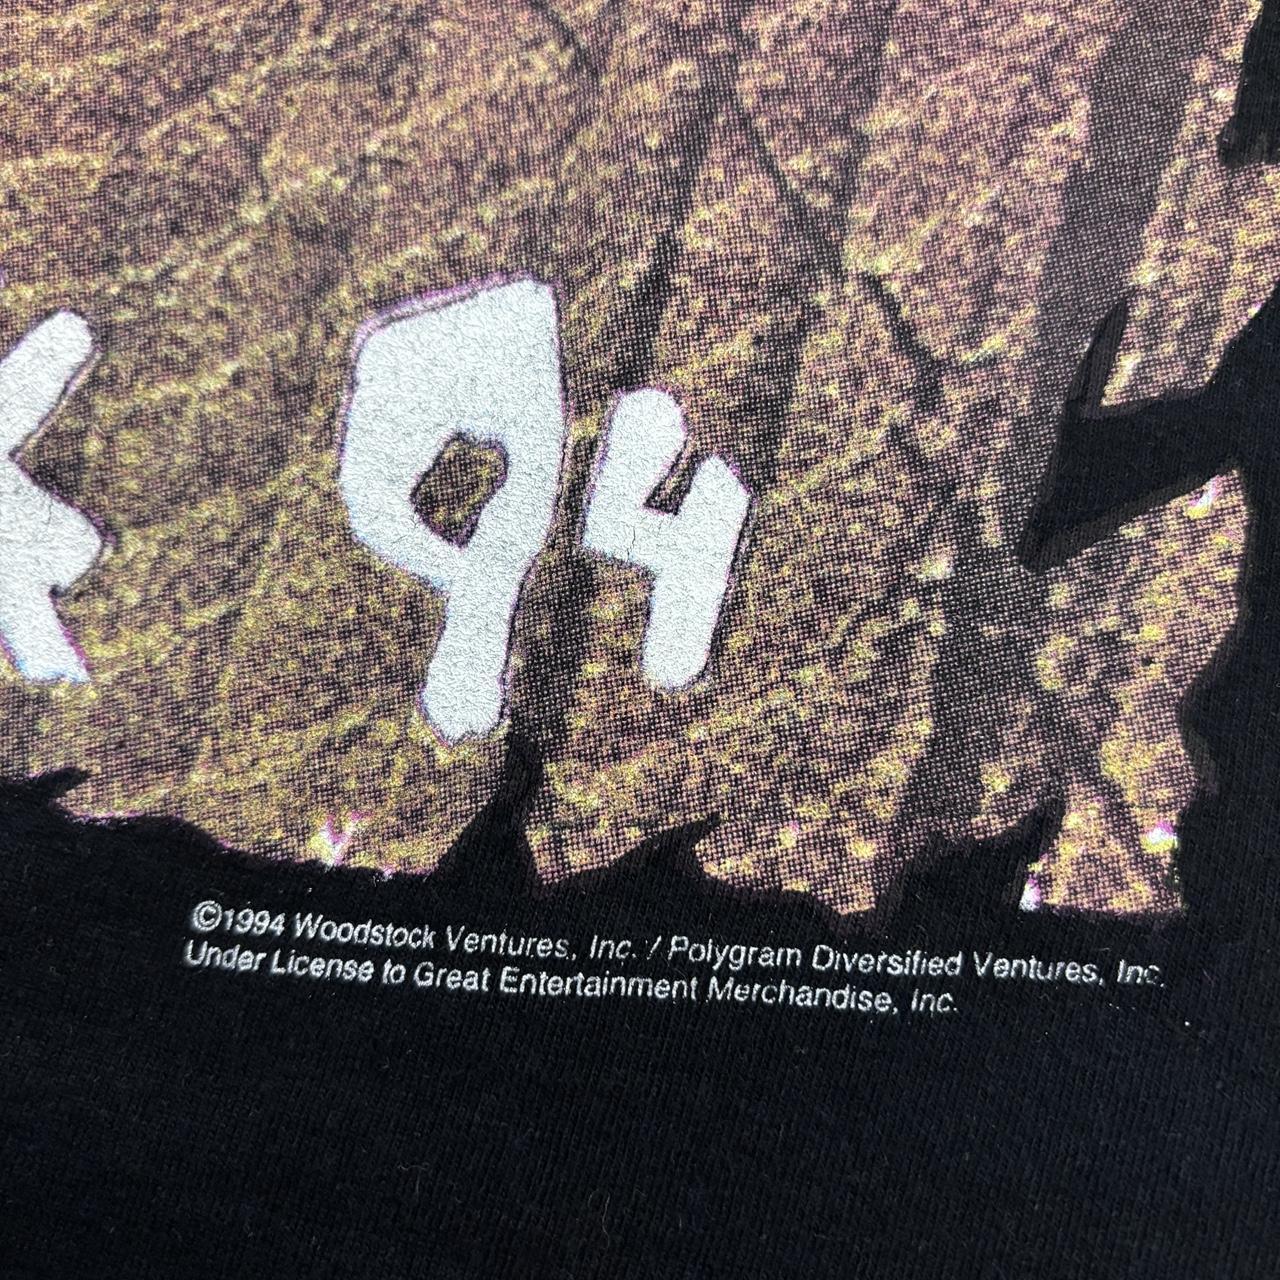 k 94
©1994 Woodstock Ventures, Inc. / Polygram Diversified Ventures, Inc.
Under License to Great Entertainment Merchandise, Inc.